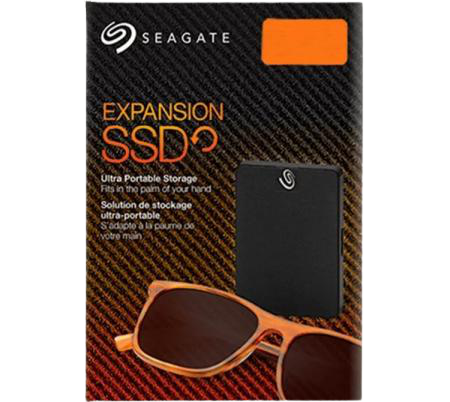 SEAGATE
EXPANSION
SSD
Ultra Portable Storage
Fits in the palm of your hand
Solution de stockage
ultra-portable
S'adapte à la paume de
votre main